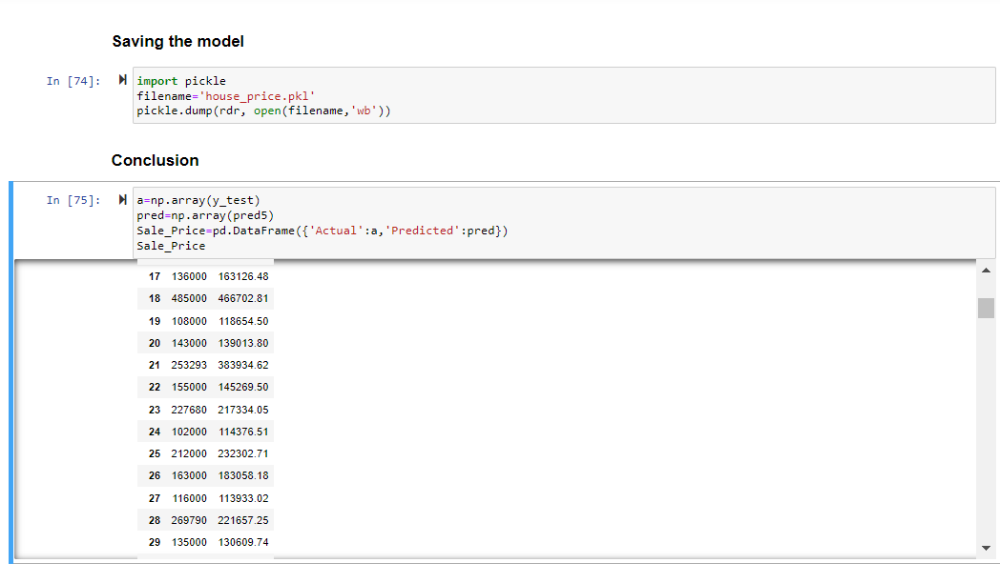 Saving the model
In [74]:
import pickle
filename='house_price.pkl'
pickle.dump(rdr, open(filename,'wb'))
Conclusion
In [75]:
a=np.array(y_test)
pred=np.array(pred5)
Sale_Price=pd.DataFrame({'Actual':a,'Predicted':pred})
Sale_Price
17 136000 163126.48
18 485000 466702.81
19 108000 118654.50
20 143000 139013.80
21 253293 383934.62
22 155000 145269.50
23 227680 217334.05
24 102000 114376.51
25 212000 232302.71
26 163000 183058.18
27 116000 113933.02
28 269790 221657.25
29 135000 130609.74